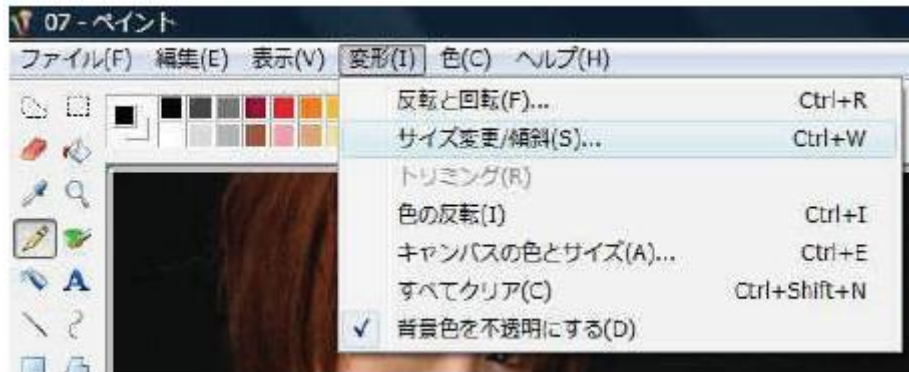 07 - ペイント
ファイル(F) 編集(E) 表示(V) 変形(I) 色(C) ヘルプ(H)
反転と回転(F)... Ctrl+R
サイズ変更/傾斜(S)... Ctrl+W
トリミング(R)
色の反転(I) Ctrl+I
キャンバスの色とサイズ(A)... Ctrl+E
すべてクリア(C) Ctrl+Shift+N
背景色を不透明にする(D)
A